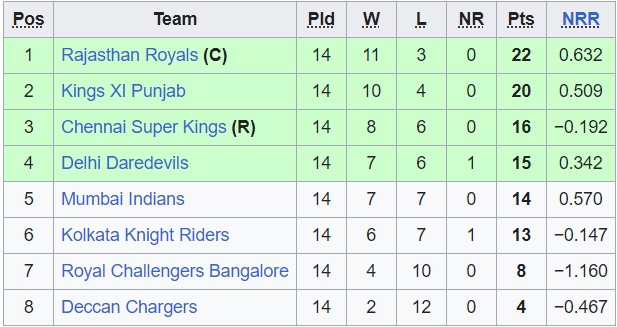 Pos Team Pld W L NR Pts NRR
1 Rajasthan Royals (C) 14 11 3 0 22 0.632
2 Kings XI Punjab 14 10 4 0 20 0.509
3 Chennai Super Kings (R) 14 8 6 0 16 −0.192
4 Delhi Daredevils 14 7 6 1 15 0.342
5 Mumbai Indians 14 7 7 0 14 0.570
6 Kolkata Knight Riders 14 6 7 1 13 −0.147
7 Royal Challengers Bangalore 14 4 10 0 8 −1.160
8 Deccan Chargers 14 2 12 0 4 −0.467